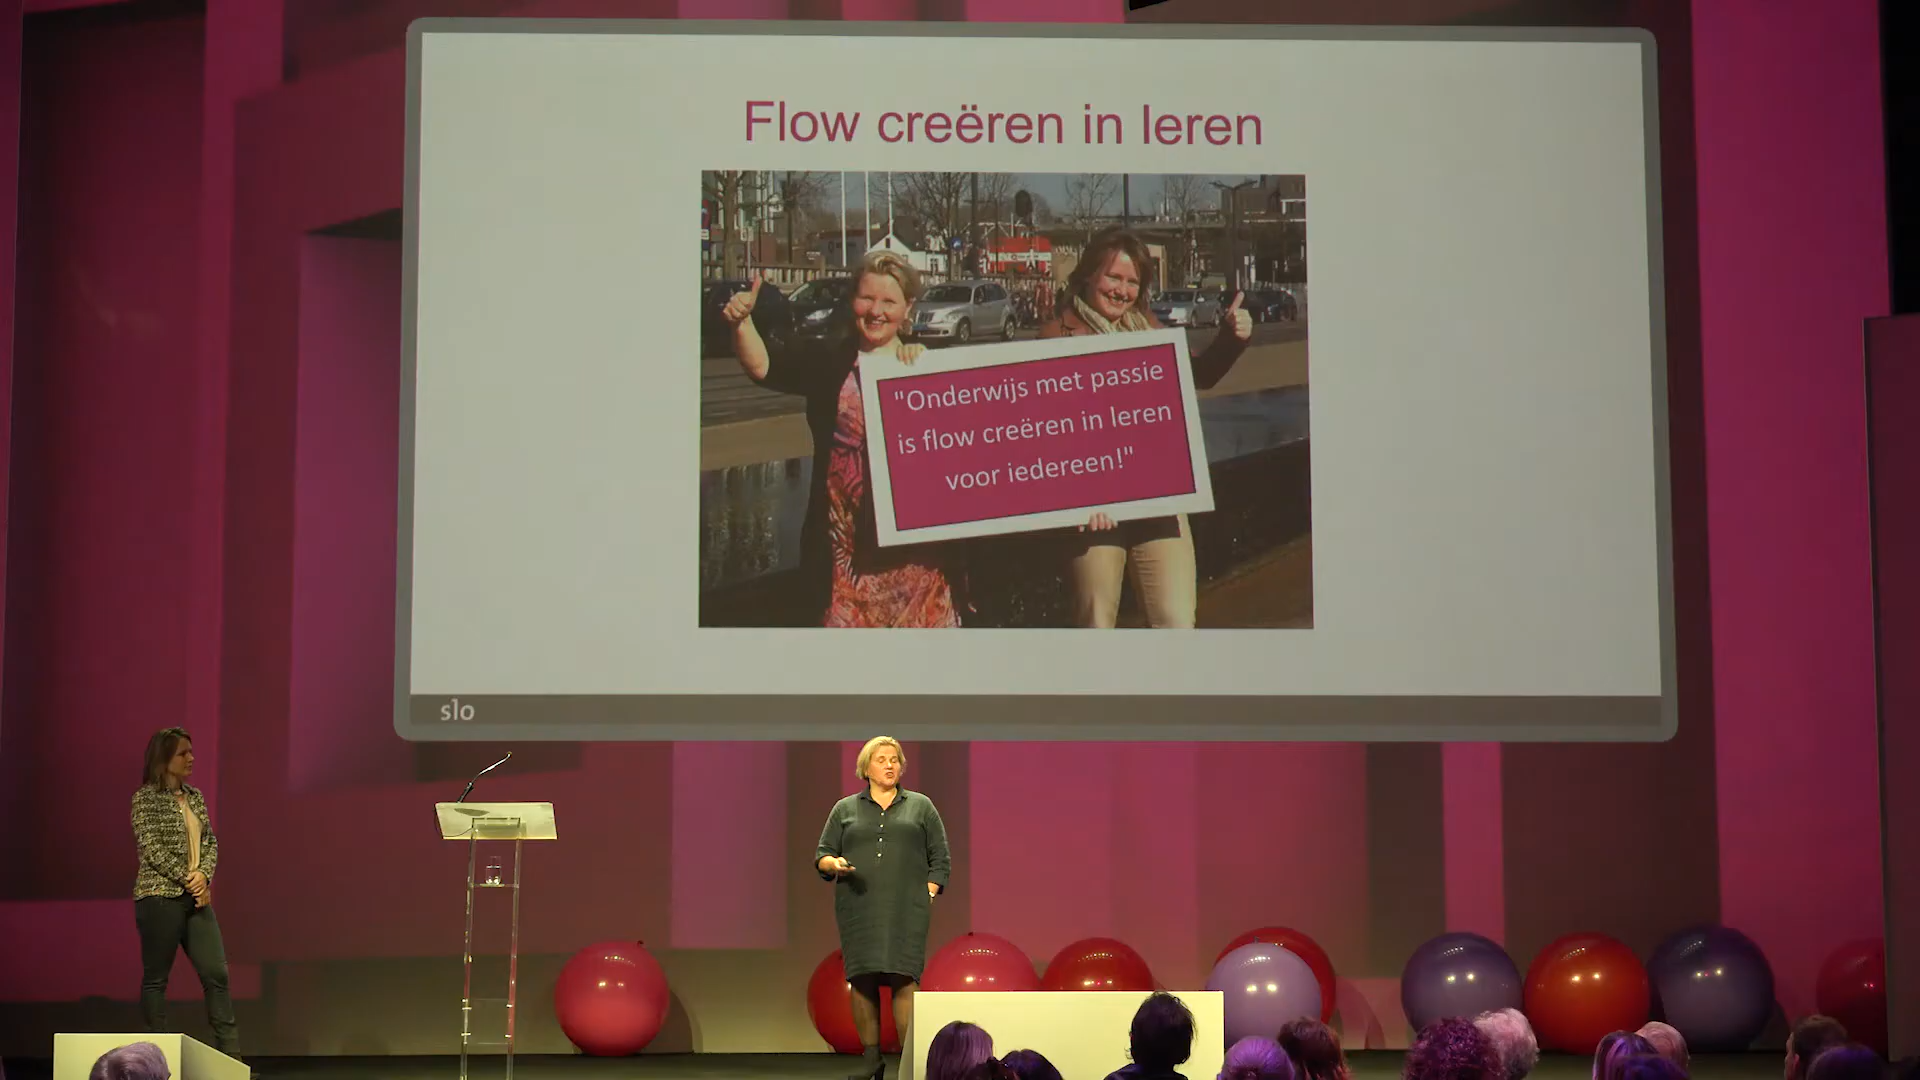 Flow creëren in leren
"Onderwijs met passie
is flow creëren in leren
voor iedereen!"
slo